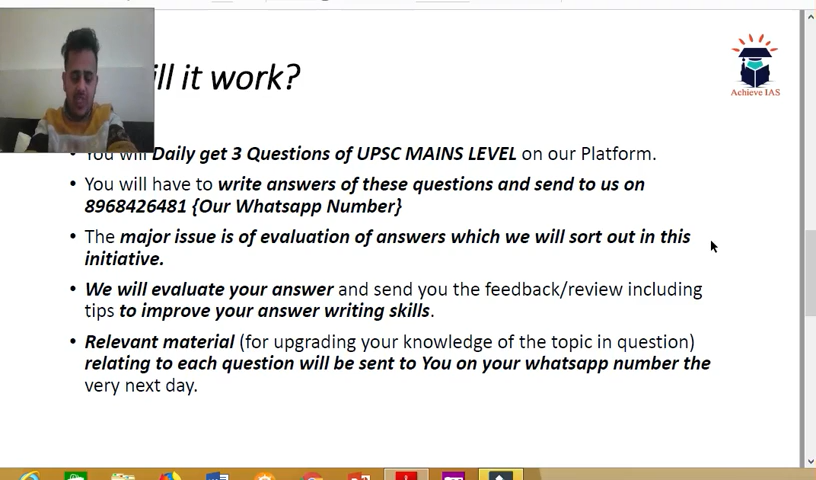 ill it work?
Achieve IAS
• You will Daily get 3 Questions of UPSC MAINS LEVEL on our Platform.
• You will have to write answers of these questions and send to us on
8968426481 {Our Whatsapp Number}
• The major issue is of evaluation of answers which we will sort out in this
initiative.
• We will evaluate your answer and send you the feedback/review including
tips to improve your answer writing skills.
• Relevant material (for upgrading your knowledge of the topic in question)
relating to each question will be sent to You on your whatsapp number the
very next day.